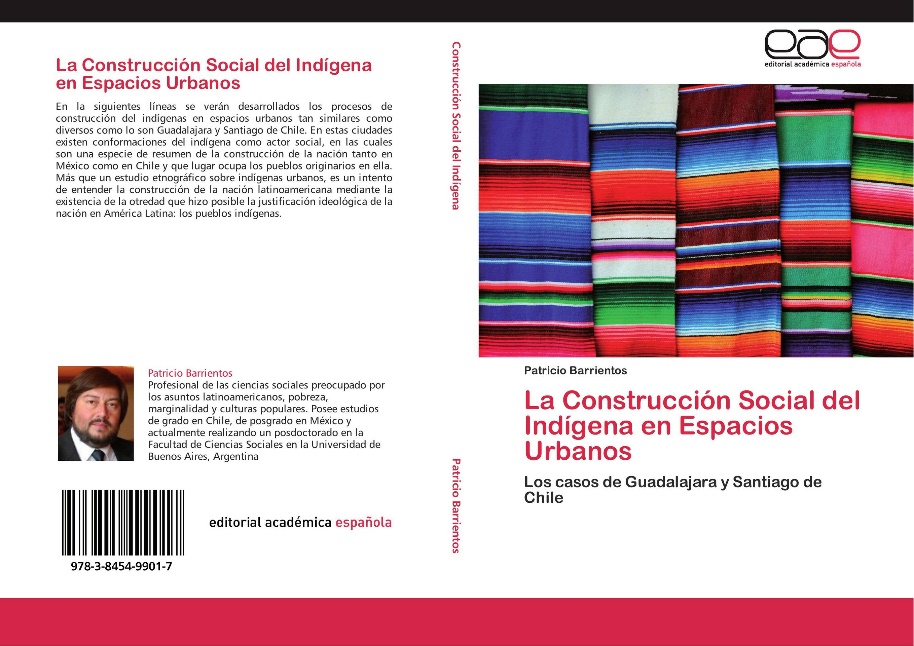 La Construcción Social del Indígena
en Espacios Urbanos
En la siguientes líneas se verán desarrollados los procesos de
construcción del indígenas en espacios urbanos tan similares como
diversos como lo son Guadalajara y Santiago de Chile. En estas ciudades
existen conformaciones del indígena como actor social, en las cuales
son una especie de resumen de la construcción de la nación tanto en
México como en Chile y que lugar ocupa los pueblos originarios en ella.
Más que un estudio etnográfico sobre indígenas urbanos, es un intento
de entender la construcción de la nación latinoamericana mediante la
existencia de la otredad que hizo posible la justificación ideológica de la
nación en América Latina: los pueblos indígenas.
Patricio Barrientos
Profesional de las ciencias sociales preocupado por
los asuntos latinoamericanos, pobreza,
marginalidad y culturas populares. Posee estudios
de grado en Chile, de posgrado en México y
actualmente realizando un posdoctorado en la
Facultad de Ciencias Sociales en la Universidad de
Buenos Aires, Argentina
978-3-8454-9901-7
editorial académica española
Construcción Social del Indígena
Patricio Barrientos
eae
editorial académica española
Patricio Barrientos
La Construcción Social del
Indígena en Espacios
Urbanos
Los casos de Guadalajara y Santiago de
Chile